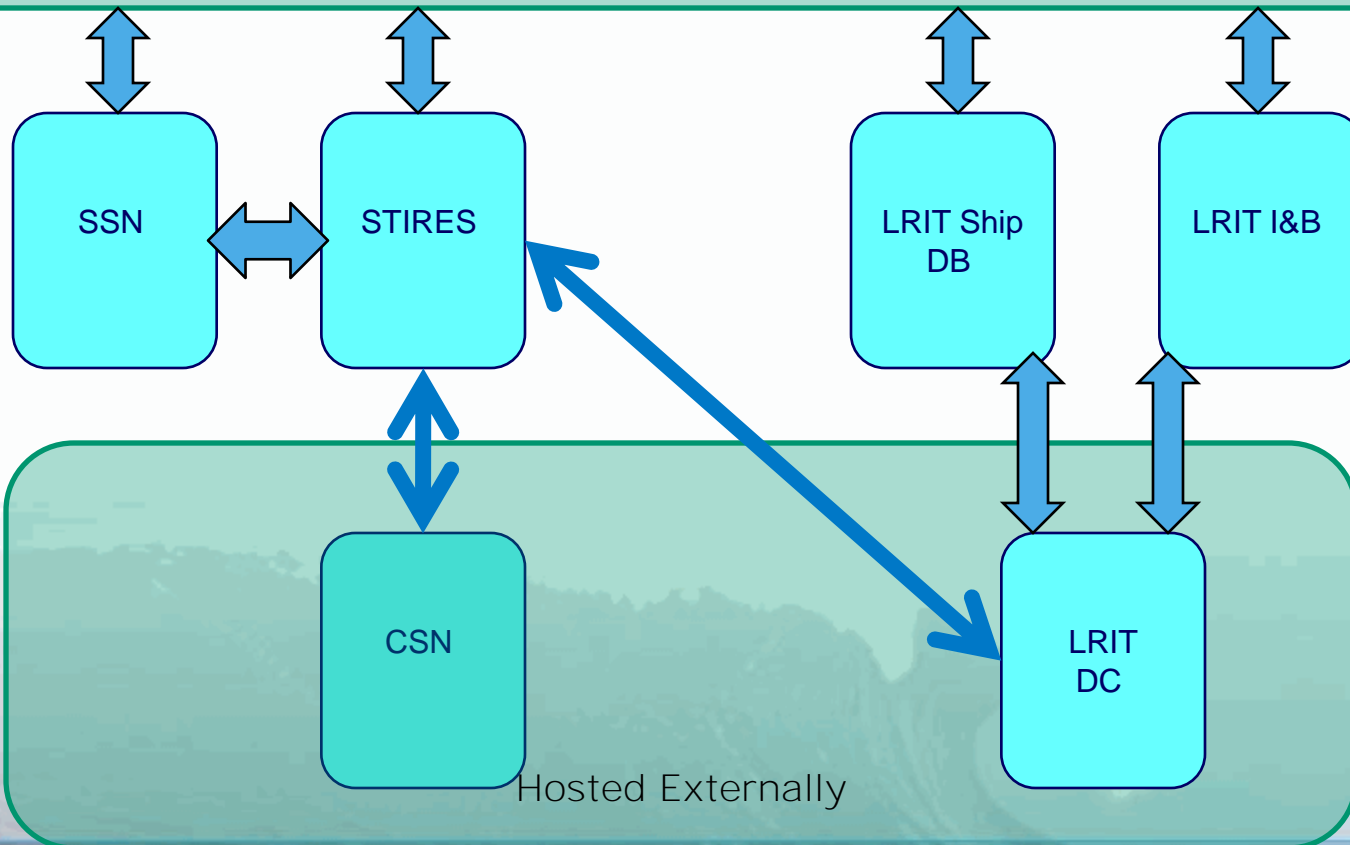 SSN
STIRES
LRIT Ship
DB
LRIT I&B
CSN
LRIT
DC
Hosted Externally